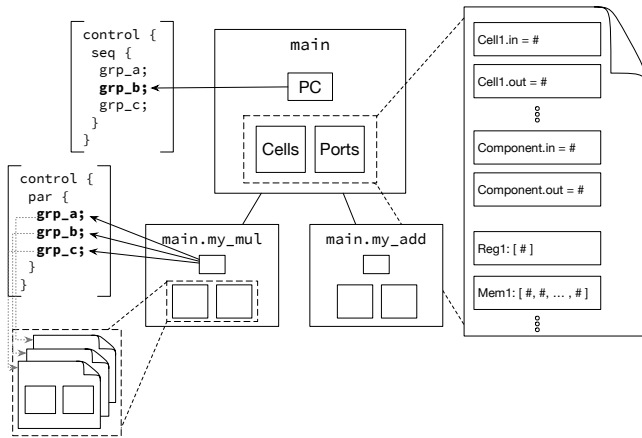 control {
seq {
grp_a;
grp_b;
grp_c;
}
}
main
PC
Cells
Ports
control {
par {
grp_a;
grp_b;
grp_c;
}
}
main.my_mul
main.my_add
Cell1.in = #
Cell1.out = #
Component.in = #
Component.out = #
Reg1: [ # ]
Mem1: [ #, #, ... , # ]